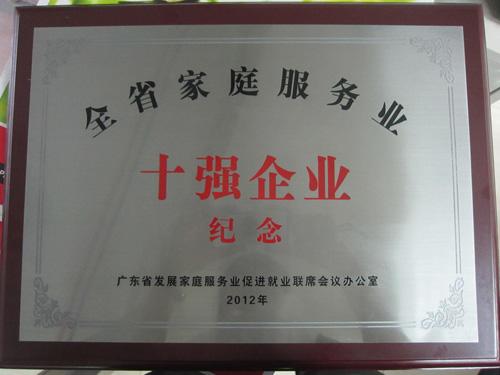 全省家庭服务业
十强企业
纪念
广东省发展家庭服务业促进就业联席会议办公室
2012年